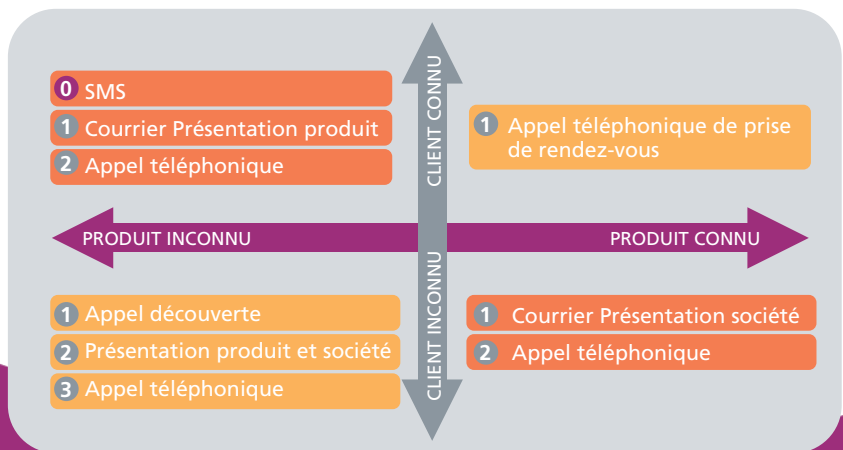 CLIENT CONNU
0 SMS
1 Courrier Présentation produit
2 Appel téléphonique
1 Appel téléphonique de prise
de rendez-vous
PRODUIT INCONNU
PRODUIT CONNU
CLIENT INCONNU
1 Appel découverte
2 Présentation produit et société
3 Appel téléphonique
1 Courrier Présentation société
2 Appel téléphonique